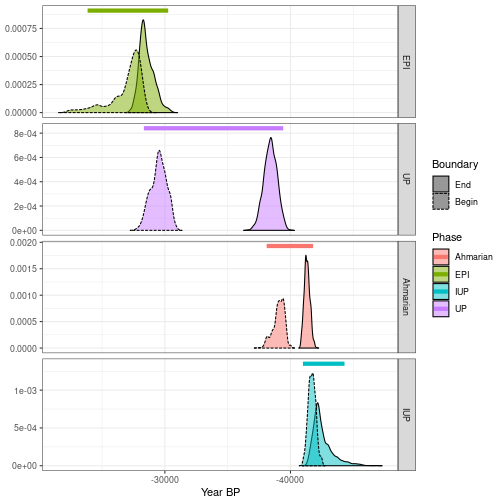 0.00075
0.00050
0.00025
0.00000
EPI
8e-04
6e-04
4e-04
2e-04
0e+00
UP
0.0020
0.0015
0.0010
0.0005
0.0000
Ahmarian
1e-03
5e-04
0e+00
IUP
-30000
-40000
Year BP
Boundary
End
Begin
Phase
Ahmarian
EPI
IUP
UP